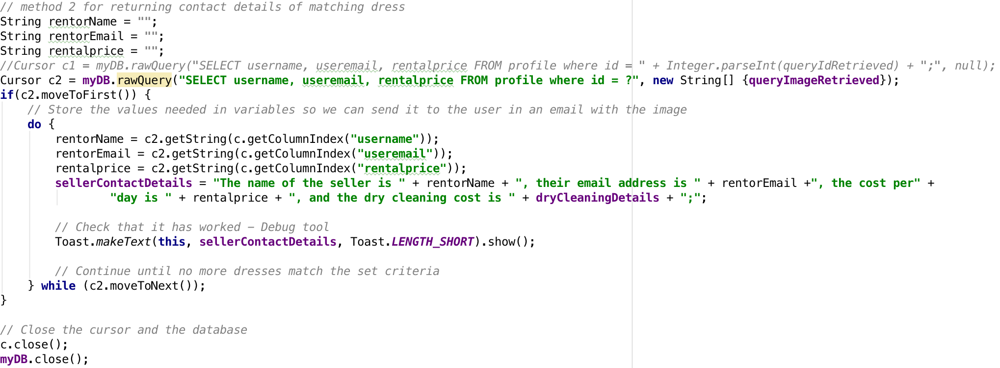 // method 2 for returning contact details of matching dress
String rentorName = "";
String rentorEmail = "";
String rentalprice = "";
//Cursor c1 = myDB.rawQuery("SELECT username, useremail, rentalprice FROM profile where id = " + Integer.parseInt(queryIdRetrieved) + ";", null);
Cursor c2 = myDB.rawQuery("SELECT username, useremail, rentalprice FROM profile where id = ?", new String[] {queryImageRetrieved});
if(c2.moveToFirst()) {
    // Store the values needed in variables so we can send it to the user in an email with the image
    do {
        rentorName = c2.getString(c.getColumnIndex("username"));
        rentorEmail = c2.getString(c.getColumnIndex("useremail"));
        rentalprice = c2.getString(c.getColumnIndex("rentalprice"));
        sellerContactDetails = "The name of the seller is " + rentorName + ", their email address is " + rentorEmail +", the cost per" +
                "day is " + rentalprice + ", and the dry cleaning cost is " + dryCleaningDetails + ";";
        // Check that it has worked – Debug tool
        Toast.makeText(this, sellerContactDetails, Toast.LENGTH_SHORT).show();
        // Continue until no more dresses match the set criteria
    } while (c2.moveToNext());
}
// Close the cursor and the database
c.close();
myDB.close();